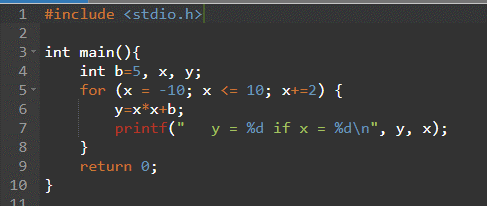 1 #include <stdio.h>
2
3 int main(){
4     int b=5, x, y;
5     for (x = -10; x <= 10; x+=2) {
6         y=x*x+b;
7         printf("   y = %d if x = %d\n", y, x);
8     }
9     return 0;
10 }